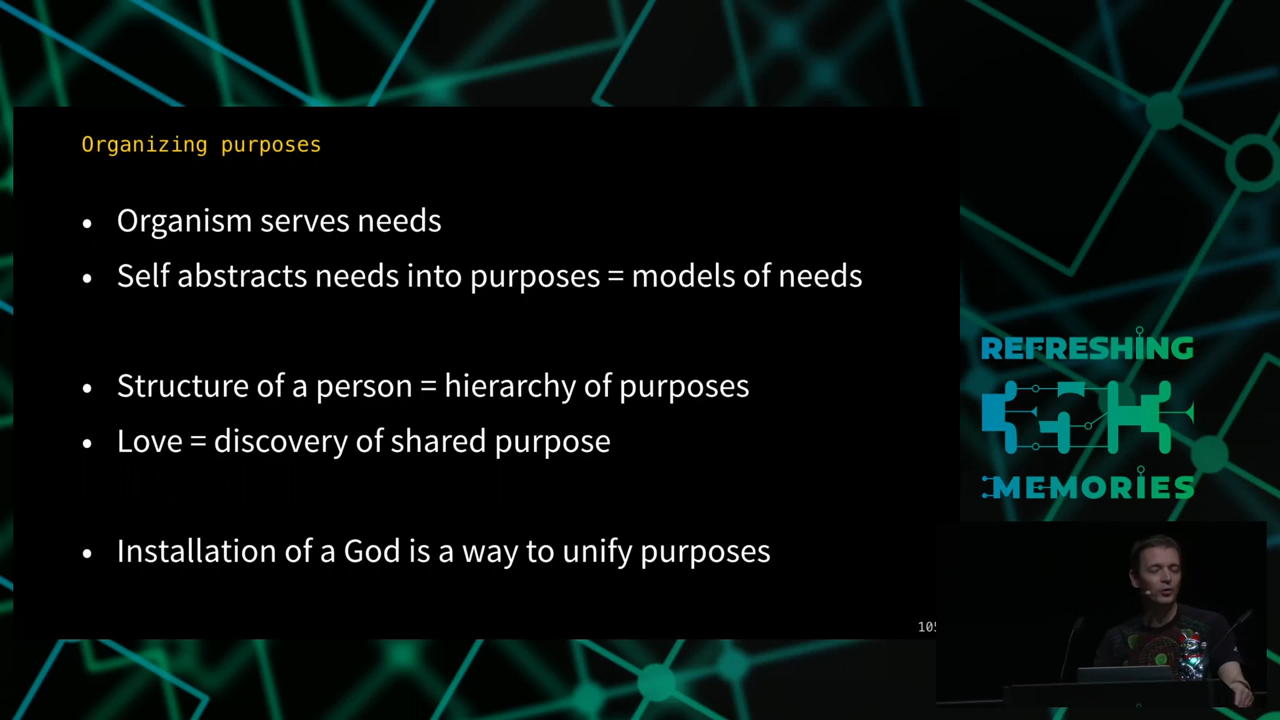 Organizing purposes
• Organism serves needs
• Self abstracts needs into purposes = models of needs
• Structure of a person = hierarchy of purposes
• Love = discovery of shared purpose
• Installation of a God is a way to unify purposes
105
REFRESHING
MEMORIES